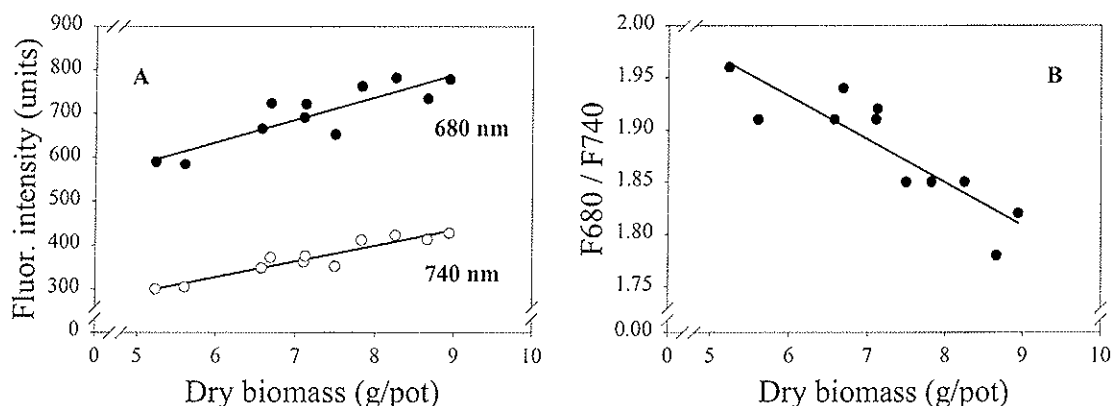 900
800
700
600
500
400
300
0
Fluor. intensity (units)
A
680 nm
740 nm
0 5 6 7 8 9 10
Dry biomass (g/pot)
2.00
1.95
1.90
1.85
1.80
1.75
0.00
F680 / F740
B
0 5 6 7 8 9 10
Dry biomass (g/pot)